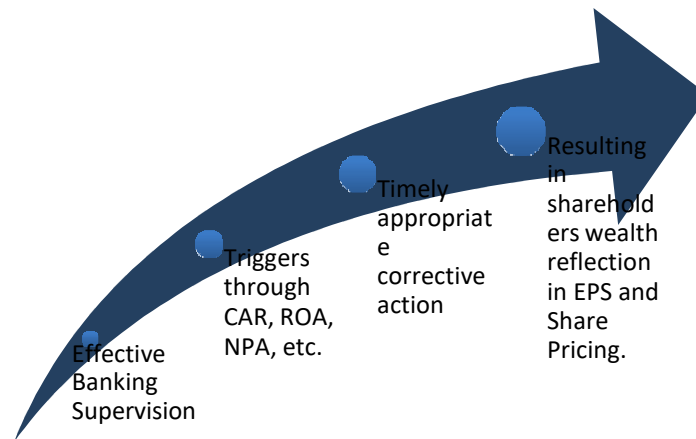 Effective
Banking
Supervision
Triggers
through
CAR, ROA,
NPA, etc.
Timely
appropriat
e
corrective
action
Resulting
in
sharehold
ers wealth
reflection
in EPS and
Share
Pricing.